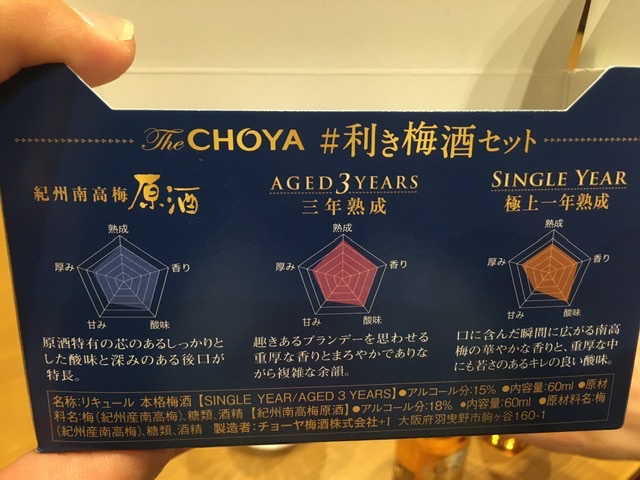 The CHOYA #利き梅酒セット
紀州南高梅原酒
熟成
厚み
香り
甘み
酸味
原酒特有の芯のあるしっかりと
した酸味と深みのある後口が
特長。
AGED 3 YEARS
三年熟成
熟成
厚み
香り
甘み
酸味
趣きあるブランデーを思わせる
重厚な香りとまろやかでありな
がら複雑な余韻。
SINGLE YEAR
極上一年熟成
熟成
厚み
香り
甘み
酸味
口に含んだ瞬間に広がる南高
梅の華やかな香りと、重厚な中
にも若さのあるキレの良い酸味。
名称:リキュール 本格梅酒【SINGLE YEAR/AGED 3 YEARS】●アルコール分:15% ●内容量:60ml ●原材
料名:梅(紀州産南高梅)、糖類、酒精【紀州南高梅原酒】●アルコール分:18% ●内容量:60ml ●原材料名:梅
(紀州産南高梅)、糖類、酒精 製造者:チョーヤ梅酒株式会社+I 大阪府羽曳野市駒ヶ谷160-1